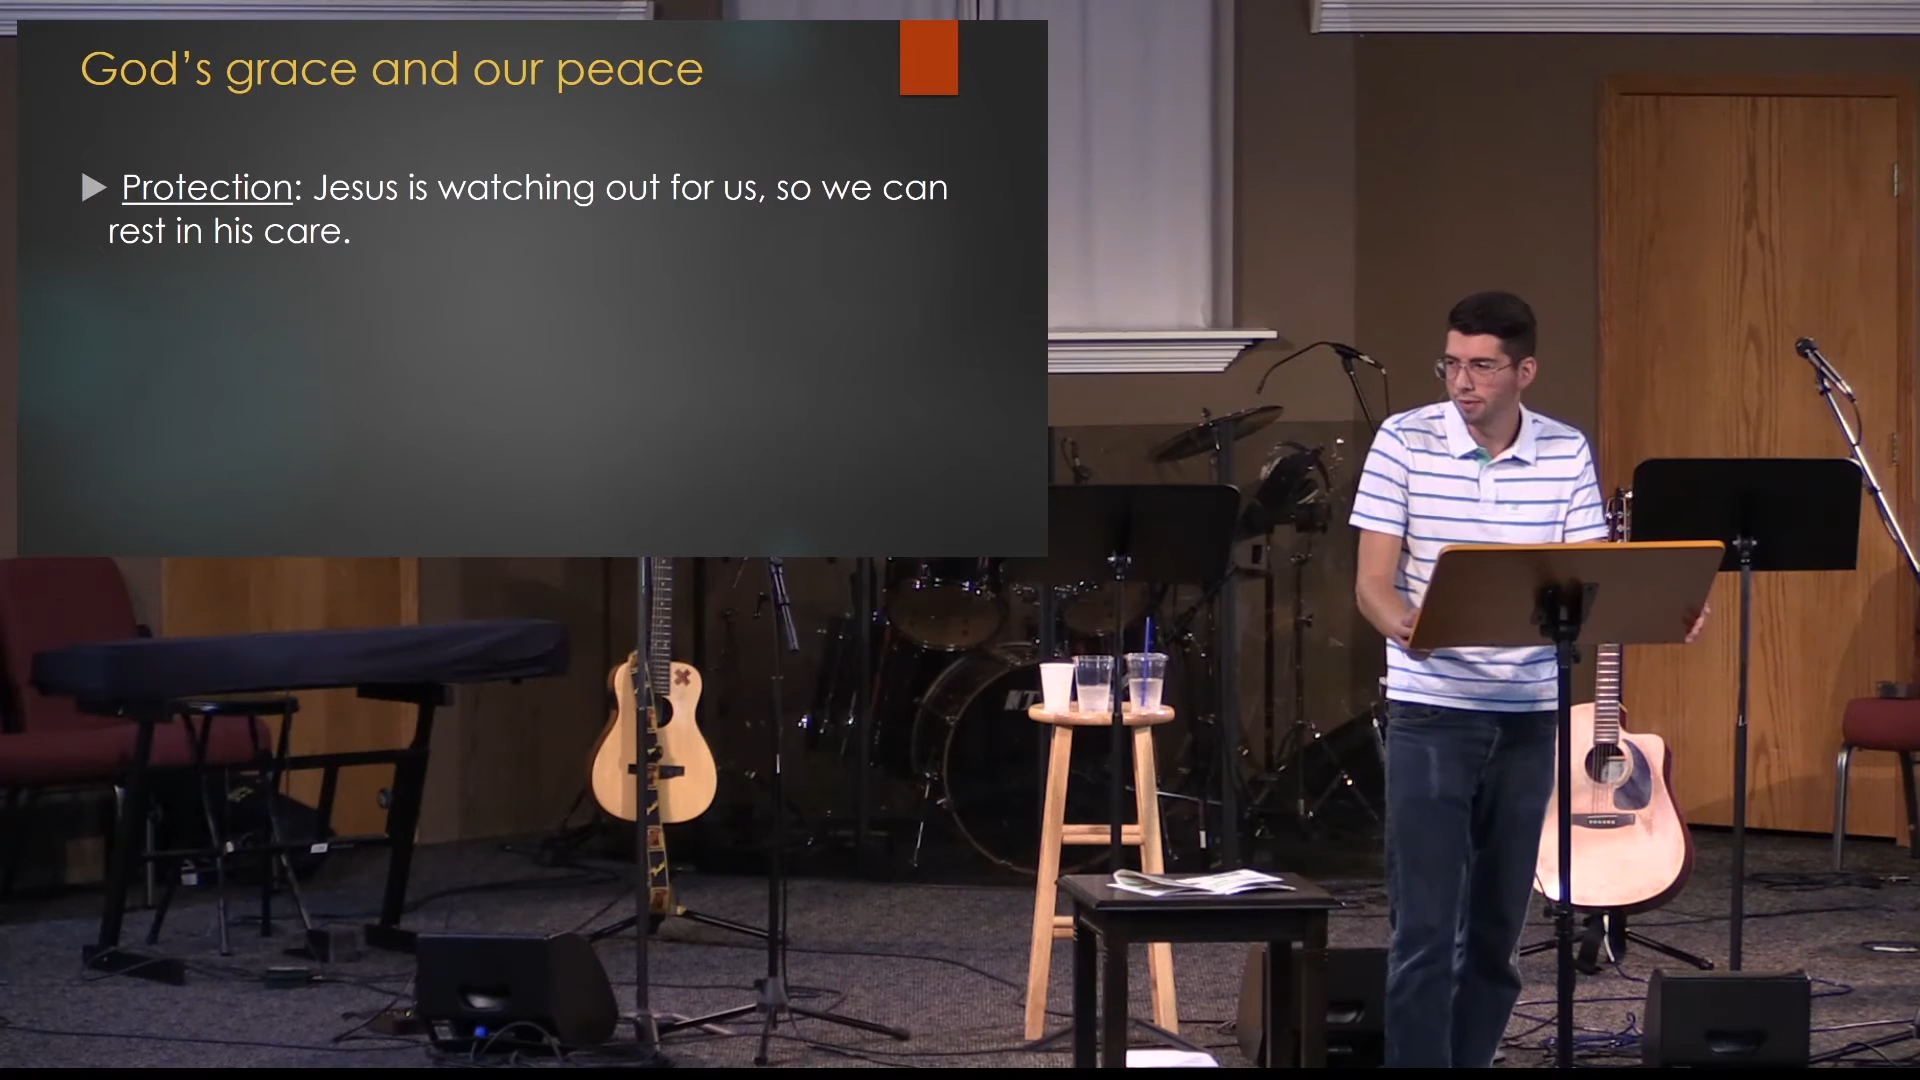 God's grace and our peace
Protection: Jesus is watching out for us, so we can
rest in his care.